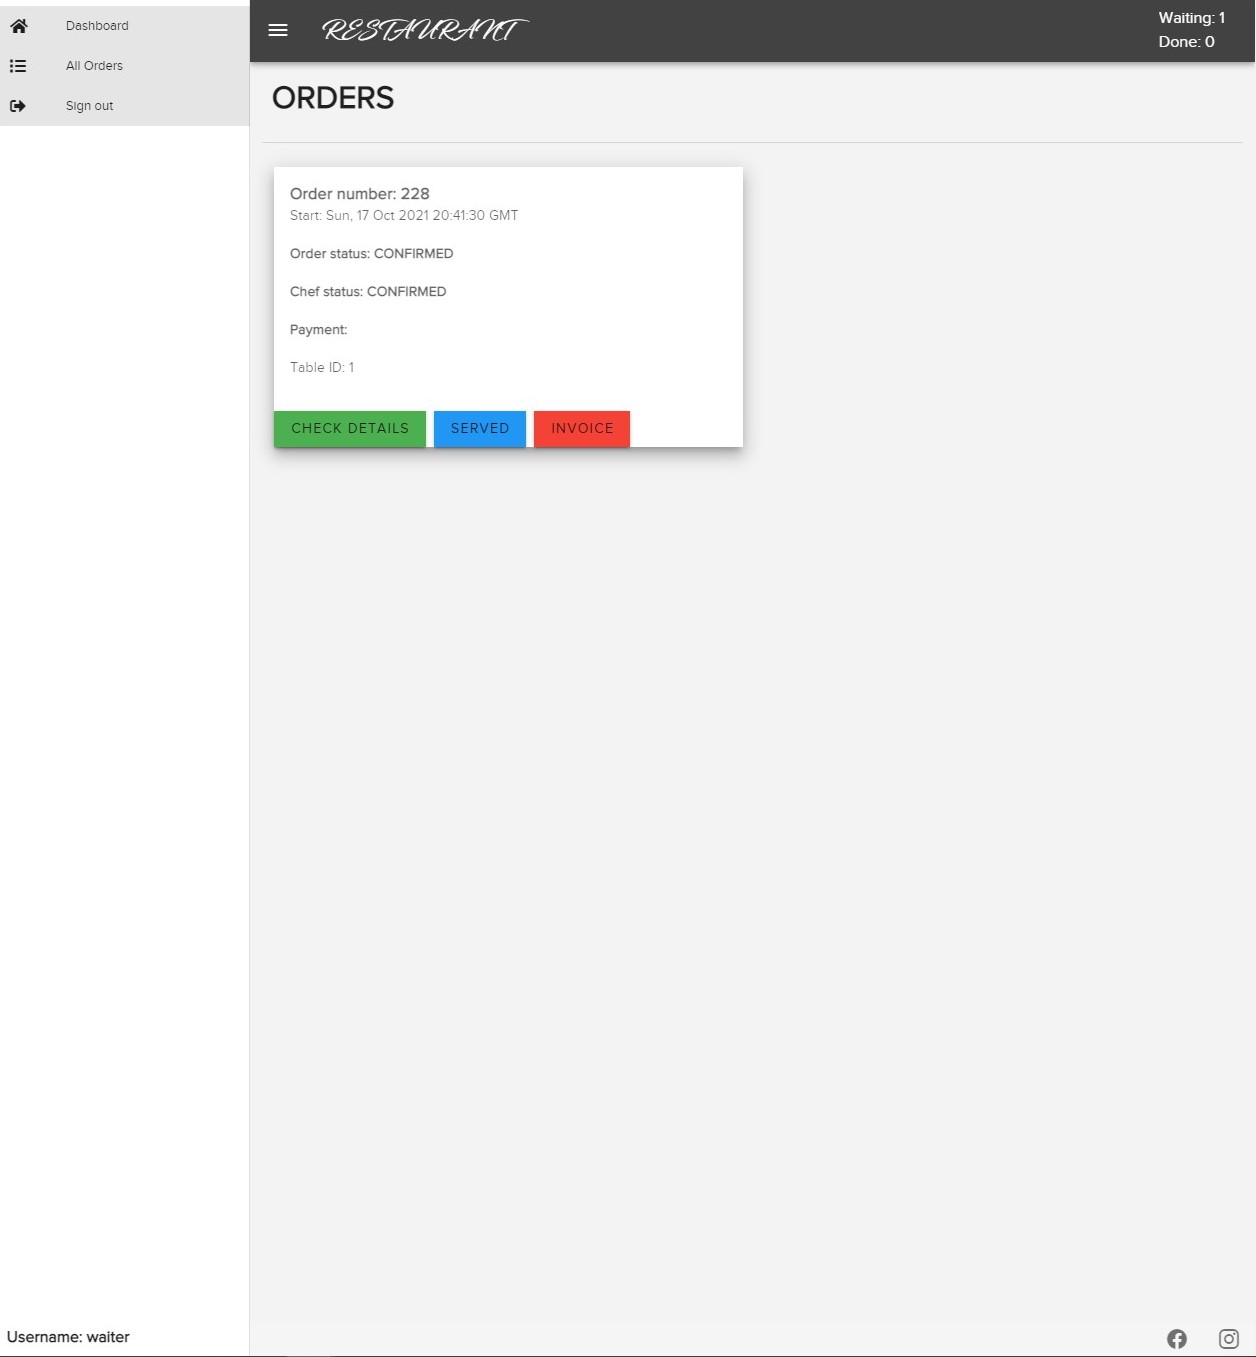 Dashboard
All Orders
Sign out
RESTAURANT
Waiting: 1
Done: 0
ORDERS
Order number: 228
Start: Sun, 17 Oct 2021 20:41:30 GMT
Order status: CONFIRMED
Chef status: CONFIRMED
Payment:
Table ID: 1
CHECK DETAILS
SERVED
INVOICE
Username: waiter